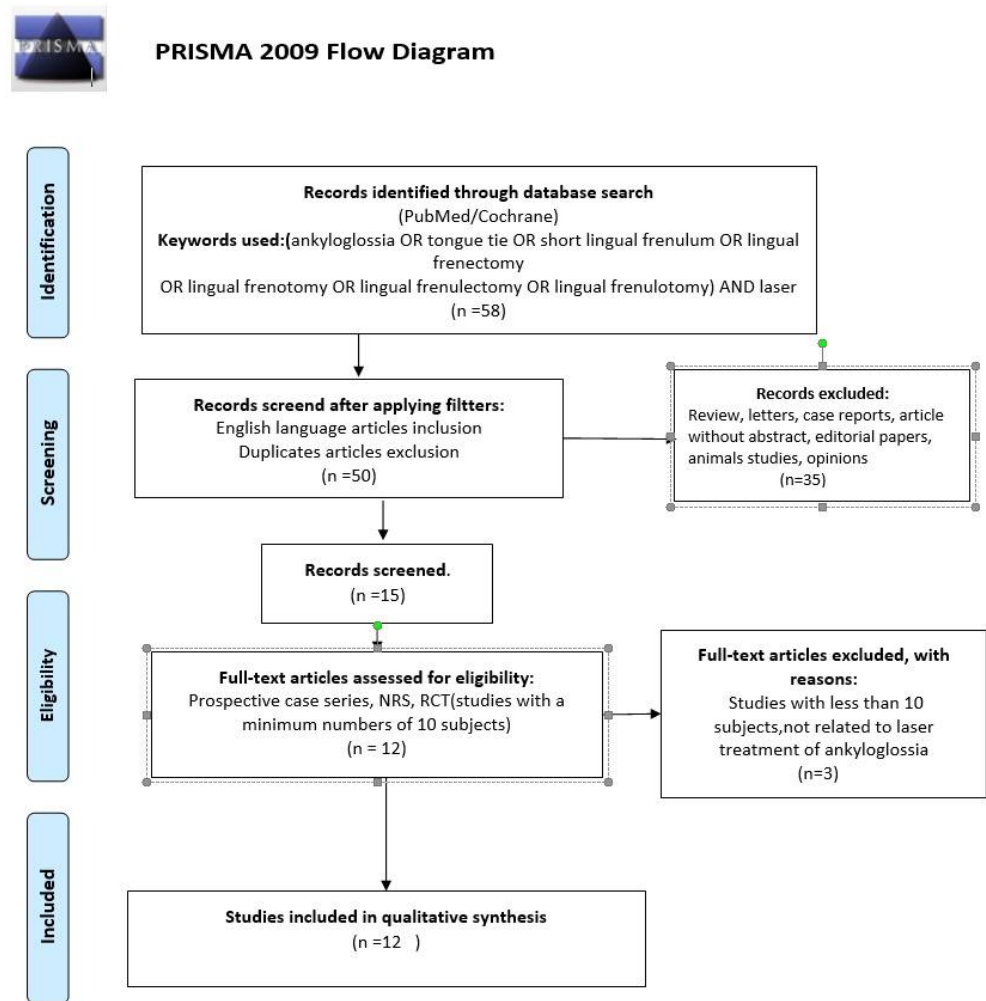 PRISMA
PRISMA 2009 Flow Diagram
Identification
Records identified through database search
(PubMed/Cochrane)
Keywords used:(ankyloglossia OR tongue tie OR short lingual frenulum OR lingual
frenectomy
OR lingual frenotomy OR lingual frenulectomy OR lingual frenulotomy) AND laser
(n =58)
Screening
Records screend after applying filtters:
English language articles inclusion
Duplicates articles exclusion
(n =50)
Records excluded:
Review, letters, case reports, article
without abstract, editorial papers,
animals studies, opinions
(n=35)
Records screened.
(n =15)
Eligibility
Full-text articles assessed for eligibility:
Prospective case series, NRS, RCT(studies with a
minimum numbers of 10 subjects)
(n = 12)
Full-text articles excluded, with
reasons:
Studies with less than 10
subjects,not related to laser
treatment of ankyloglossia
(n=3)
Included
Studies included in qualitative synthesis
(n =12   )